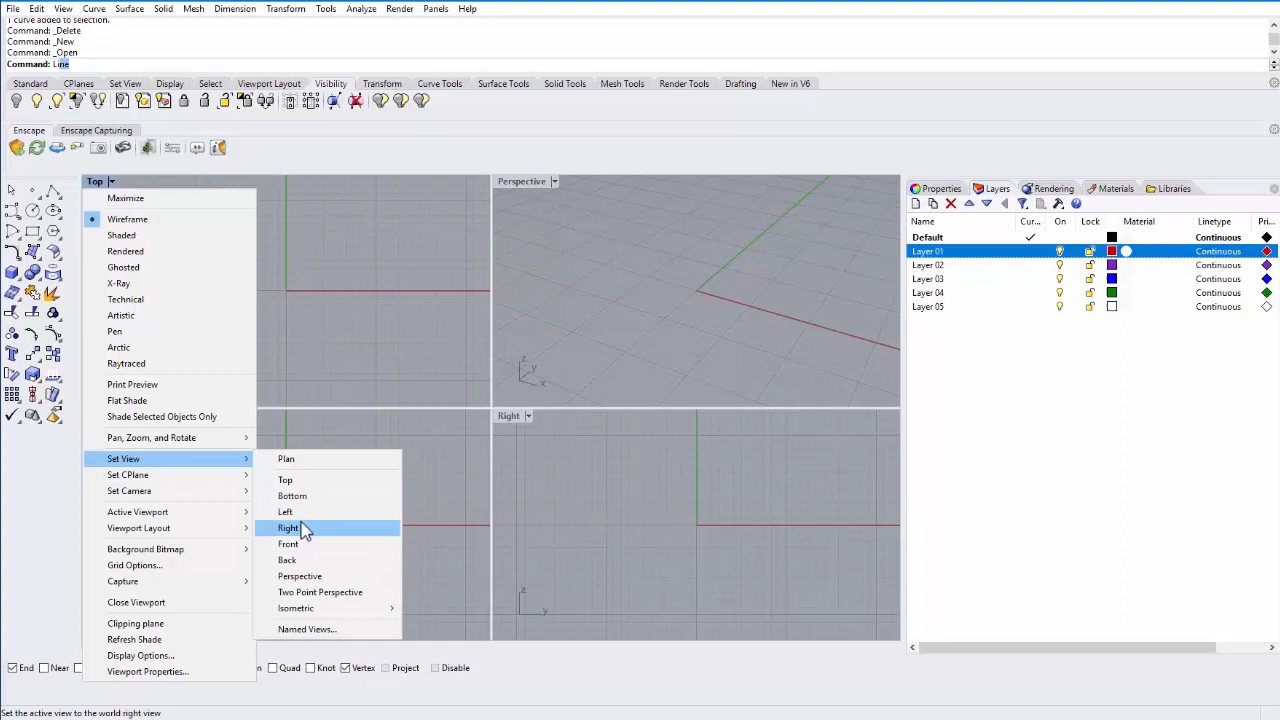 File Edit View Curve Surface Solid Mesh Dimension Transform Tools Analyze Render Panels Help
1 curve added to selection.
Command: _Delete
Command: _New
Command: _Open
Command: Line
Standard CPlanes Set View Display Select Viewport Layout Visibility Transform Curve Tools Surface Tools Solid Tools Mesh Tools Render Tools Drafting New in V6
Enscape Enscape Capturing
Top
Maximize
Wireframe
Shaded
Rendered
Ghosted
X-Ray
Technical
Artistic
Pen
Arctic
Raytraced
Print Preview
Flat Shade
Shade Selected Objects Only
Pan, Zoom, and Rotate
Set View
Set CPlane
Set Camera
Active Viewport
Viewport Layout
Background Bitmap
Grid Options...
Capture
Close Viewport
Clipping plane
Refresh Shade
Display Options...
Viewport Properties...
Plan
Top
Bottom
Left
Right
Front
Back
Perspective
Two Point Perspective
Isometric
Named Views...
Perspective
z
y
x
Right
z
y
Properties Layers Rendering Materials Libraries
Name Cur... On Lock Material Linetype Pri...
Default Continuous
Layer 01 Continuous
Layer 02 Continuous
Layer 03 Continuous
Layer 04 Continuous
Layer 05 Continuous
End Near Quad Knot Vertex Project Disable
Set the active view to the world right view